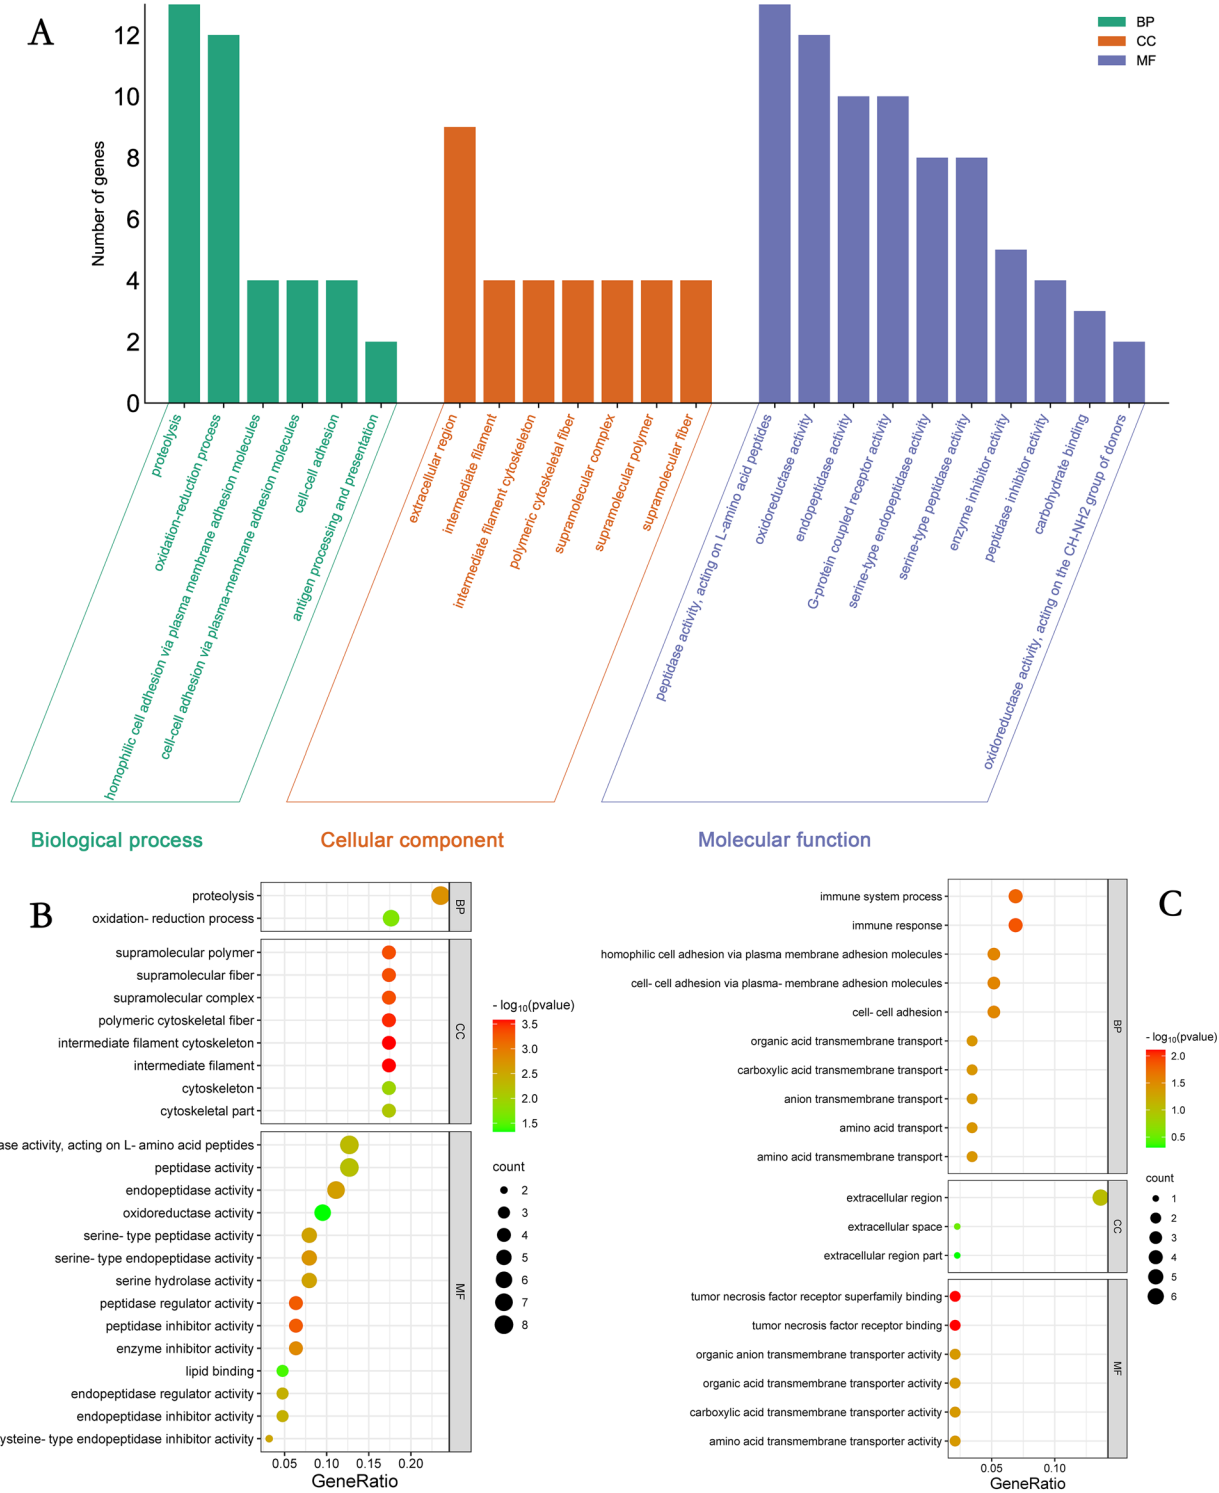 A
BP
CC
MF
Number of genes
12
10
8
6
4
2
0
proteolysis
oxidation-reduction process
homophilic cell adhesion via plasma membrane adhesion molecules
cell-cell adhesion via plasma-membrane adhesion molecules
cell-cell adhesion
antigen processing and presentation
extracellular region
intermediate filament
intermediate filament cytoskeleton
polymeric cytoskeletal fiber
supramolecular complex
supramolecular polymer
supramolecular fiber
peptidase activity, acting on L-amino acid peptides
oxidoreductase activity
endopeptidase activity
G-protein coupled receptor activity
serine-type endopeptidase activity
serine-type peptidase activity
enzyme inhibitor activity
peptidase inhibitor activity
carbohydrate binding
oxidoreductase activity, acting on the CH-NH2 group of donors
Biological process
Cellular component
Molecular function
B
proteolysis
oxidation- reduction process
BP
supramolecular polymer
supramolecular fiber
supramolecular complex
polymeric cytoskeletal fiber
intermediate filament cytoskeleton
intermediate filament
cytoskeleton
cytoskeletal part
CC
ase activity, acting on L- amino acid peptides
peptidase activity
endopeptidase activity
oxidoreductase activity
serine- type peptidase activity
serine- type endopeptidase activity
serine hydrolase activity
peptidase regulator activity
peptidase inhibitor activity
enzyme inhibitor activity
lipid binding
endopeptidase regulator activity
endopeptidase inhibitor activity
ysteine- type endopeptidase inhibitor activity
MF
0.05 0.10 0.15 0.20
GeneRatio
- log10(pvalue)
3.5
3.0
2.5
2.0
1.5
count
2
3
4
5
6
7
8
C
immune system process
immune response
homophilic cell adhesion via plasma membrane adhesion molecules
cell- cell adhesion via plasma- membrane adhesion molecules
cell- cell adhesion
organic acid transmembrane transport
carboxylic acid transmembrane transport
anion transmembrane transport
amino acid transport
amino acid transmembrane transport
BP
extracellular region
extracellular space
extracellular region part
CC
tumor necrosis factor receptor superfamily binding
tumor necrosis factor receptor binding
organic anion transmembrane transporter activity
organic acid transmembrane transporter activity
carboxylic acid transmembrane transporter activity
amino acid transmembrane transporter activity
MF
0.05 0.10
GeneRatio
- log10(pvalue)
2.0
1.5
1.0
0.5
count
1
2
3
4
5
6